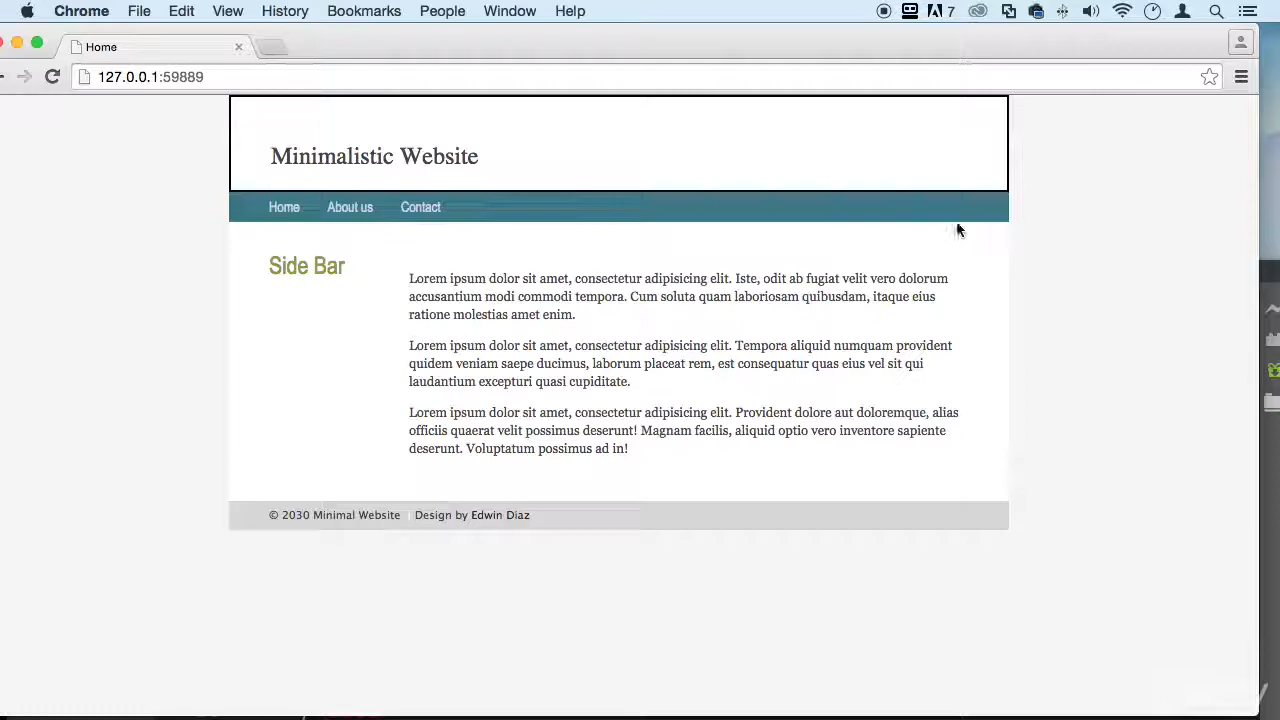 Chrome File Edit View History Bookmarks People Window Help 7
Home
127.0.0.1:59889
Minimalistic Website
Home About us Contact
Side Bar
Lorem ipsum dolor sit amet, consectetur adipisicing elit. Iste, odit ab fugiat velit vero dolorum
accusantium modi commodi tempora. Cum soluta quam laboriosam quibusdam, itaque eius
ratione molestias amet enim.
Lorem ipsum dolor sit amet, consectetur adipisicing elit. Tempora aliquid numquam provident
quidem veniam saepe ducimus, laborum placeat rem, est consequatur quas eius vel sit qui
laudantium excepturi quasi cupiditate.
Lorem ipsum dolor sit amet, consectetur adipisicing elit. Provident dolore aut doloremque, alias
officiis quaerat velit possimus deserunt! Magnam facilis, aliquid optio vero inventore sapiente
deserunt. Voluptatum possimus ad in!
© 2030 Minimal Website | Design by Edwin Diaz